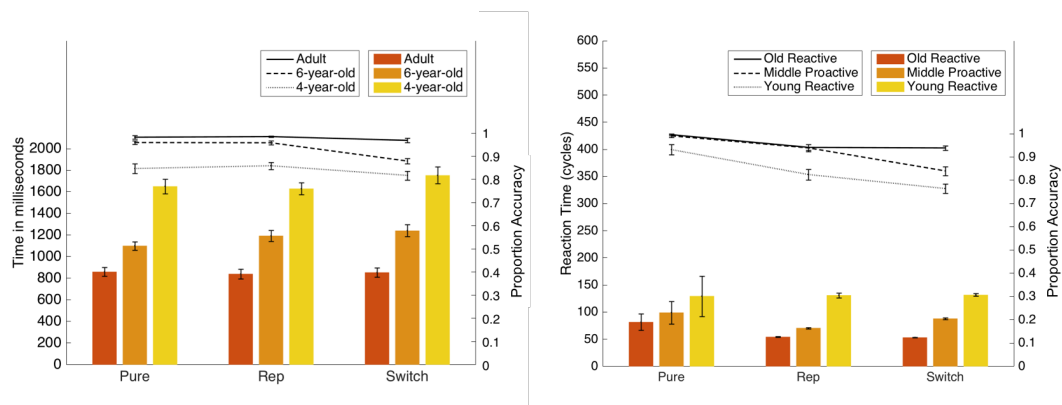 Adult
6-year-old
4-year-old
Adult
6-year-old
4-year-old
Time in milliseconds
2000
1800
1600
1400
1200
1000
800
600
400
200
0
1
0.9
0.8
0.7
0.6
0.5
0.4
0.3
0.2
0.1
0
Proportion Accuracy
Pure Rep Switch
Old Reactive
Middle Proactive
Young Reactive
Old Reactive
Middle Proactive
Young Reactive
Reaction Time (cycles)
600
550
500
450
400
350
300
250
200
150
100
50
0
1
0.9
0.8
0.7
0.6
0.5
0.4
0.3
0.2
0.1
0
Proportion Accuracy
Pure Rep Switch